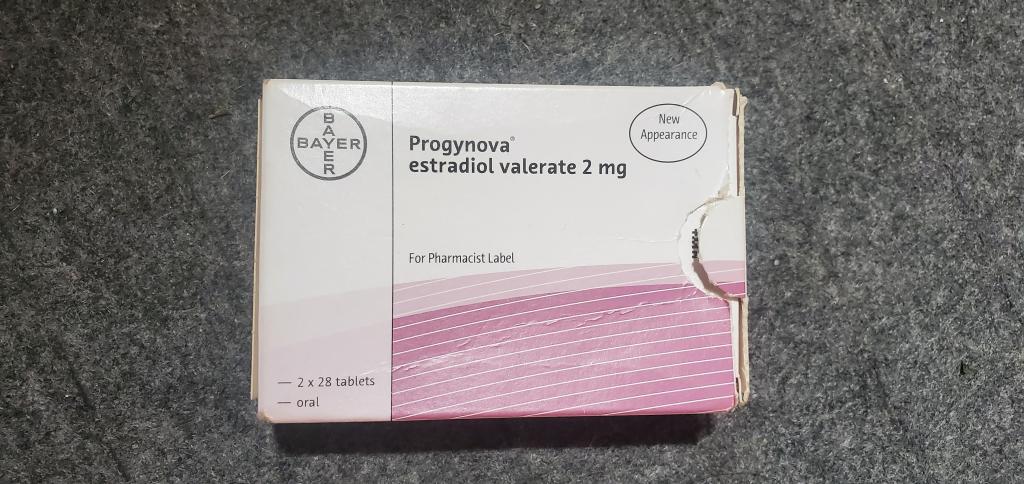 BAYER
BAYER
Progynova®
estradiol valerate 2 mg
New
Appearance
For Pharmacist Label
— 2 x 28 tablets
— oral